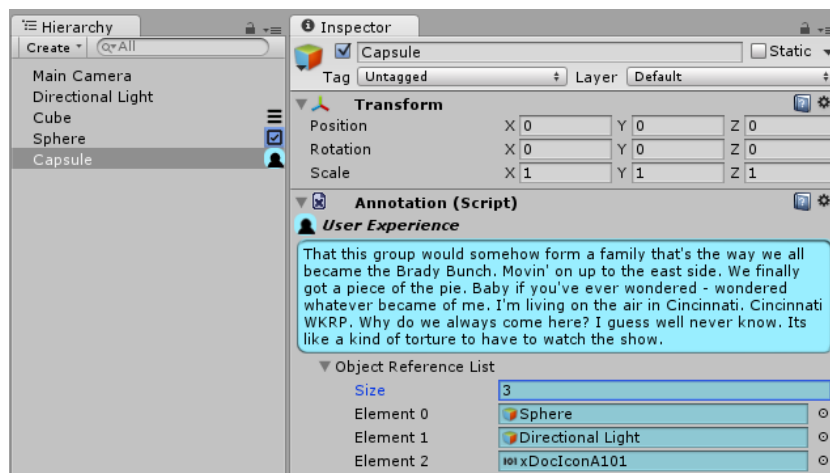 Hierarchy
Create
All
Main Camera
Directional Light
Cube
Sphere
Capsule
Inspector
Capsule
Static
Tag Untagged Layer Default
Transform
Position X 0 Y 0 Z 0
Rotation X 0 Y 0 Z 0
Scale X 1 Y 1 Z 1
Annotation (Script)
User Experience
That this group would somehow form a family that's the way we all
became the Brady Bunch. Movin' on up to the east side. We finally
got a piece of the pie. Baby if you've ever wondered - wondered
whatever became of me. I'm living on the air in Cincinnati. Cincinnati
WKRP. Why do we always come here? I guess well never know. Its
like a kind of torture to have to watch the show.
Object Reference List
Size 3
Element 0 Sphere
Element 1 Directional Light
Element 2 xDocIconA101